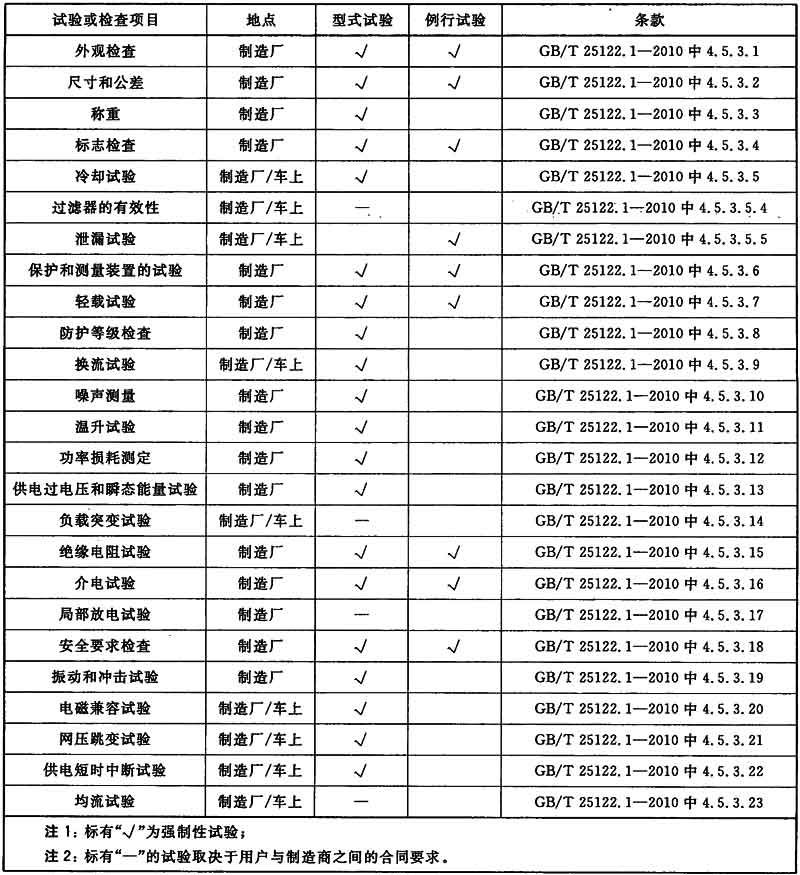 试验或检查项目 地点 型式试验 例行试验 条款
外观检查 制造厂 √ √ GB/T 25122.1—2010 中 4.5.3.1
尺寸和公差 制造厂 √ √ GB/T 25122.1—2010 中 4.5.3.2
称重 制造厂 √ GB/T 25122.1—2010 中 4.5.3.3
标志检查 制造厂 √ √ GB/T 25122.1—2010 中 4.5.3.4
冷却试验 制造厂/车上 √ GB/T 25122.1—2010 中 4.5.3.5
过滤器的有效性 制造厂/车上 — GB/T 25122.1—2010 中 4.5.3.5.4
泄漏试验 制造厂/车上 √ GB/T 25122.1—2010 中 4.5.3.5.5
保护和测量装置的试验 制造厂 √ √ GB/T 25122.1—2010 中 4.5.3.6
轻载试验 制造厂 √ √ GB/T 25122.1—2010 中 4.5.3.7
防护等级检查 制造厂 √ GB/T 25122.1—2010 中 4.5.3.8
换流试验 制造厂/车上 √ GB/T 25122.1—2010 中 4.5.3.9
噪声测量 制造厂 √ GB/T 25122.1—2010 中 4.5.3.10
温升试验 制造厂 √ GB/T 25122.1—2010 中 4.5.3.11
功率损耗测定 制造厂 √ GB/T 25122.1—2010 中 4.5.3.12
供电过电压和瞬态能量试验 制造厂 √ GB/T 25122.1—2010 中 4.5.3.13
负载突变试验 制造厂/车上 — GB/T 25122.1—2010 中 4.5.3.14
绝缘电阻试验 制造厂 √ √ GB/T 25122.1—2010 中 4.5.3.15
介电试验 制造厂 √ √ GB/T 25122.1—2010 中 4.5.3.16
局部放电试验 制造厂 — GB/T 25122.1—2010 中 4.5.3.17
安全要求检查 制造厂 √ √ GB/T 25122.1—2010 中 4.5.3.18
振动和冲击试验 制造厂 √ GB/T 25122.1—2010 中 4.5.3.19
电磁兼容试验 制造厂/车上 √ GB/T 25122.1—2010 中 4.5.3.20
网压跳变试验 制造厂/车上 √ GB/T 25122.1—2010 中 4.5.3.21
供电短时中断试验 制造厂/车上 √ GB/T 25122.1—2010 中 4.5.3.22
均流试验 制造厂/车上 — GB/T 25122.1—2010 中 4.5.3.23
注 1：标有“√”为强制性试验；
注 2：标有“—”的试验取决于用户与制造商之间的合同要求。